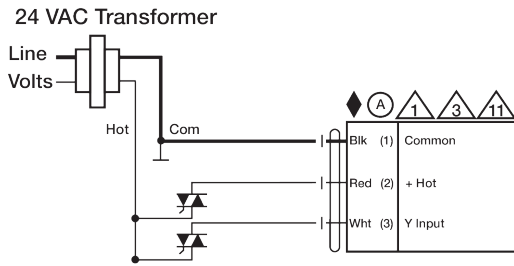 24 VAC Transformer
Line
Volts
Hot
Com
A 1 3 11
Blk (1) Common
Red (2) + Hot
Wht (3) Y Input